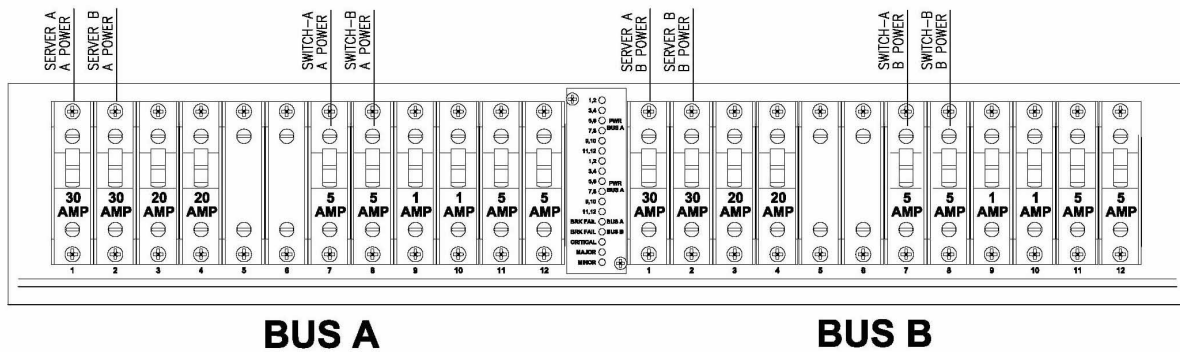 SERVER A
A POWER
SERVER B
A POWER
SWITCH-A
A POWER
SWITCH-B
A POWER
SERVER A
B POWER
SERVER B
B POWER
SWITCH-A
B POWER
SWITCH-B
B POWER
30 AMP
30 AMP
20 AMP
20 AMP
5 AMP
5 AMP
1 AMP
1 AMP
5 AMP
5 AMP
1 2 3 4 5 6 7 8 9 10 11 12
1,2
3,4
5,6 PWR
7,8 BUS A
9,10
11,12
1,2
3,4
5,6 PWR
7,8 BUS A
9,10
11,12
BRK FAIL BUS A
BRK FAIL BUS B
CRITICAL
MAJOR
MINOR
30 AMP
30 AMP
20 AMP
20 AMP
5 AMP
5 AMP
1 AMP
1 AMP
5 AMP
5 AMP
1 2 3 4 5 6 7 8 9 10 11 12
BUS A
BUS B